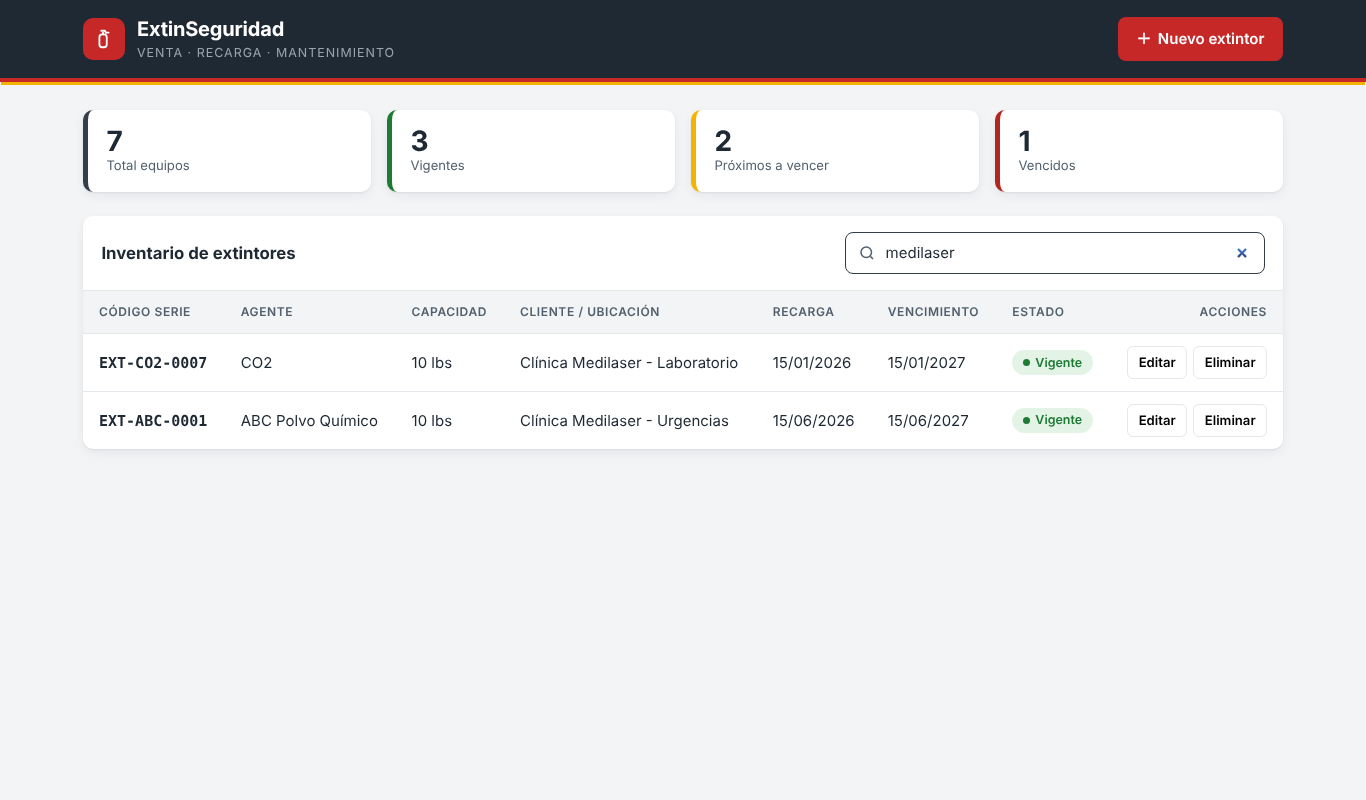 ExtinSeguridad
VENTA · RECARGA · MANTENIMIENTO
+ Nuevo extintor
7
Total equipos
3
Vigentes
2
Próximos a vencer
1
Vencidos
Inventario de extintores
medilaser
CÓDIGO SERIE AGENTE CAPACIDAD CLIENTE / UBICACIÓN RECARGA VENCIMIENTO ESTADO ACCIONES
EXT-CO2-0007 CO2 10 lbs Clínica Medilaser - Laboratorio 15/01/2026 15/01/2027 Vigente Editar Eliminar
EXT-ABC-0001 ABC Polvo Químico 10 lbs Clínica Medilaser - Urgencias 15/06/2026 15/06/2027 Vigente Editar Eliminar